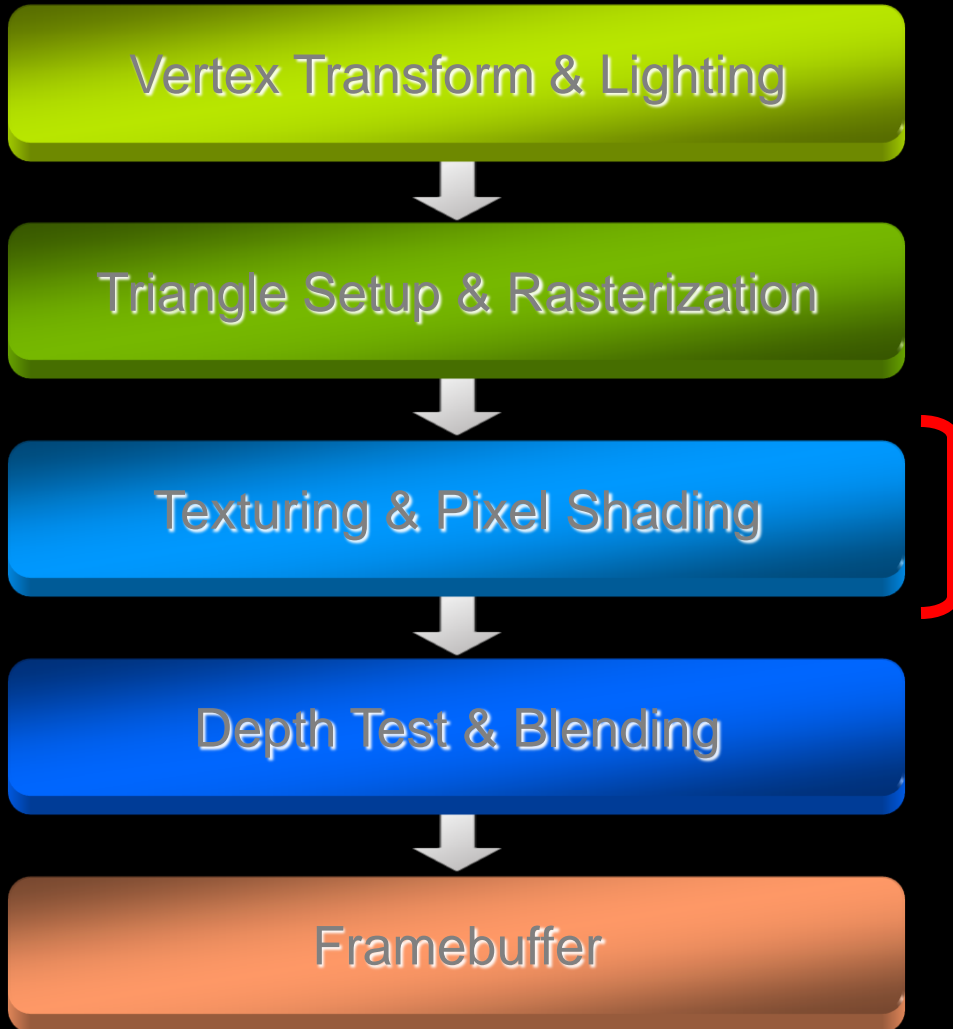 Vertex Transform & Lighting
Triangle Setup & Rasterization
Texturing & Pixel Shading
Depth Test & Blending
Framebuffer